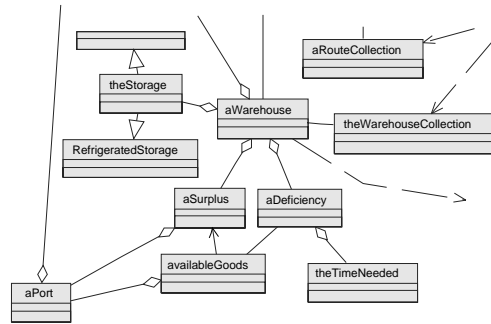 aRouteCollection
theStorage
aWarehouse
theWarehouseCollection
RefrigeratedStorage
aSurplus
aDeficiency
availableGoods
theTimeNeeded
aPort